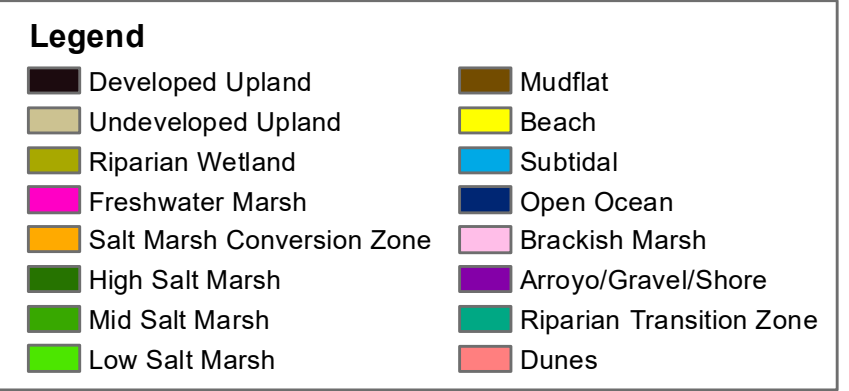 Legend
Developed Upland
Undeveloped Upland
Riparian Wetland
Freshwater Marsh
Salt Marsh Conversion Zone
High Salt Marsh
Mid Salt Marsh
Low Salt Marsh
Mudflat
Beach
Subtidal
Open Ocean
Brackish Marsh
Arroyo/Gravel/Shore
Riparian Transition Zone
Dunes